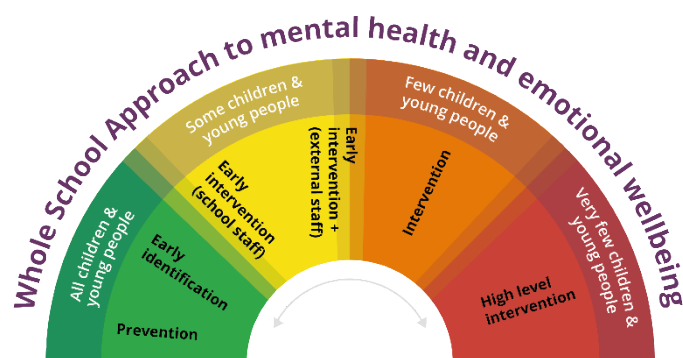 Whole School Approach to mental health and emotional wellbeing
All children &
young people
Some children &
young people
Few children &
young people
Very few children &
young people
Prevention
Early
identification
Early
intervention
(school staff)
Early
intervention +
(external staff)
Intervention
High level
intervention